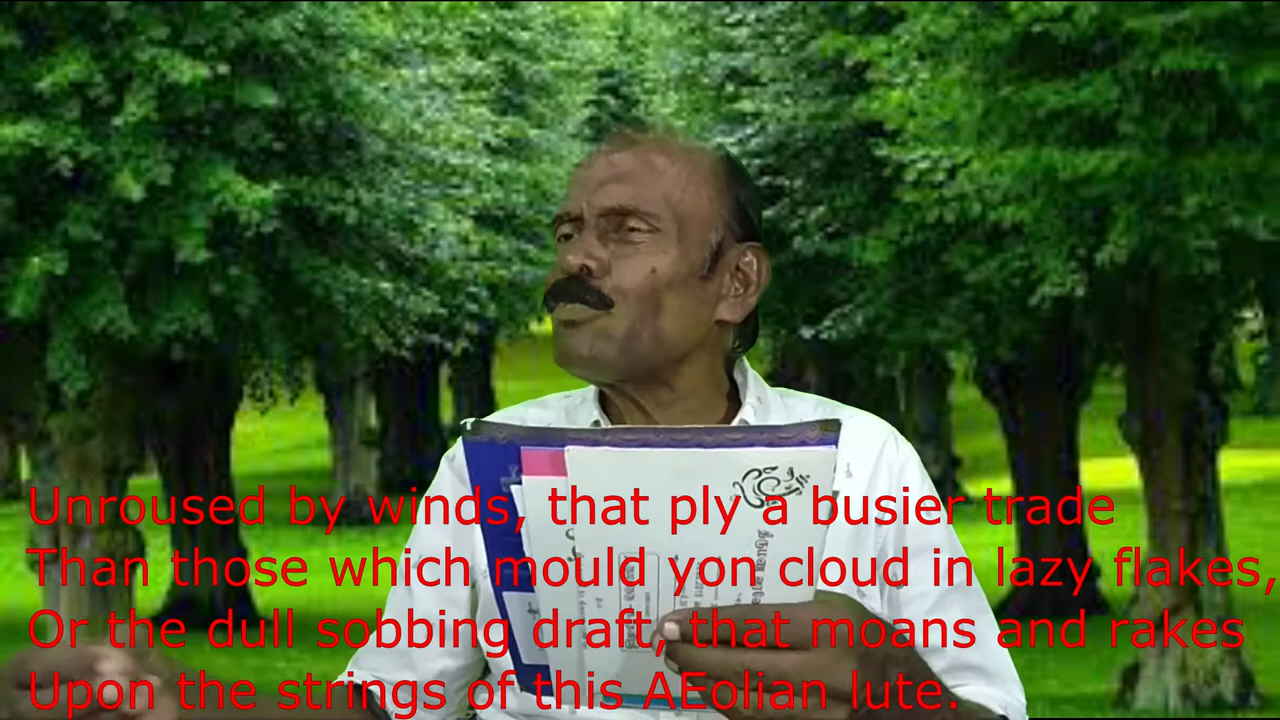 Unroused by winds, that ply a busier trade
Than those which mould yon cloud in lazy flakes,
Or the dull sobbing draft, that moans and rakes
Upon the strings of this AEolian lute.